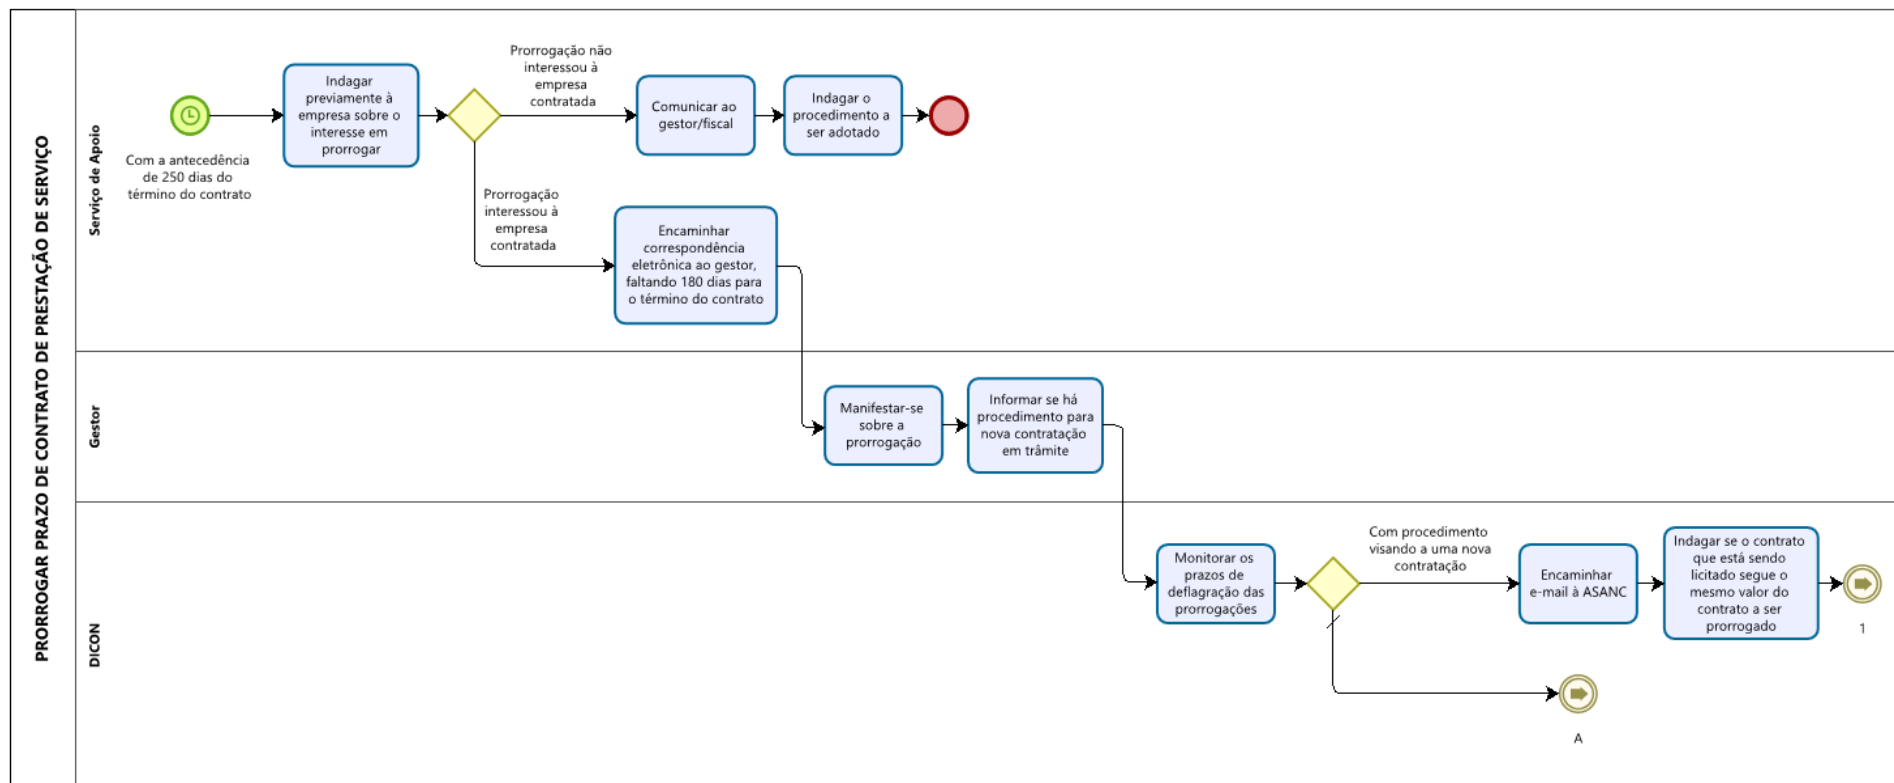 PRORROGAR PRAZO DE CONTRATO DE PRESTAÇÃO DE SERVIÇO
Serviço de Apoio
Com a antecedência
de 250 dias do
término do contrato
Indagar
previamente à
empresa sobre o
interesse em
prorrogar
Prorrogação não
interessou à
empresa
contratada
Comunicar ao
gestor/fiscal
Indagar o
procedimento a
ser adotado
Prorrogação
interessou à
empresa
contratada
Encaminhar
correspondência
eletrônica ao gestor,
faltando 180 dias para
o término do contrato
Gestor
Manifestar-se
sobre a
prorrogação
Informar se há
procedimento para
nova contratação
em trâmite
DICON
Monitorar os
prazos de
deflagração das
prorrogações
Com procedimento
visando a uma nova
contratação
Encaminhar
e-mail à ASANC
Indagar se o contrato
que está sendo
licitado segue o
mesmo valor do
contrato a ser
prorrogado
1
A